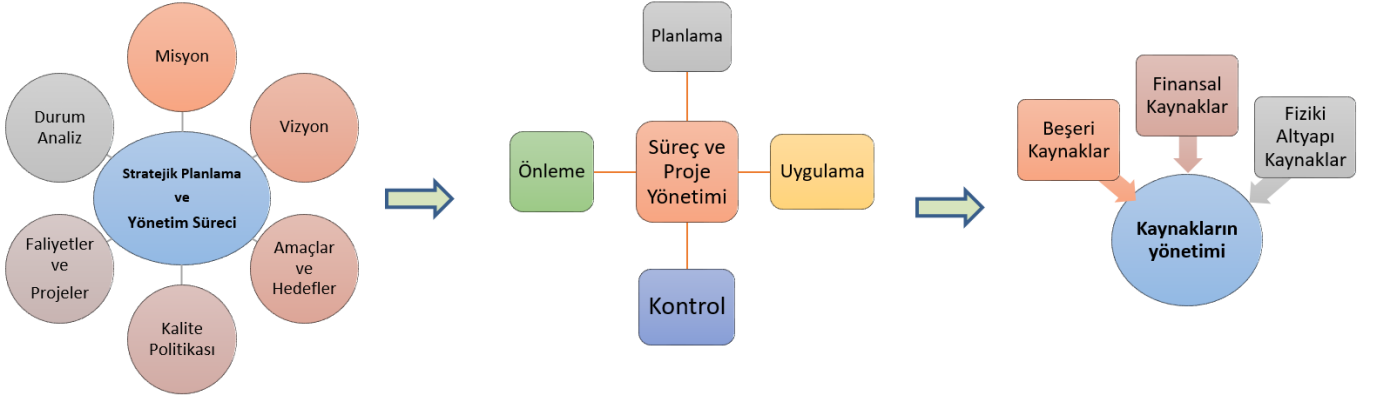 Misyon
Vizyon
Amaçlar
ve
Hedefler
Kalite
Politikası
Faliyetler
ve
Projeler
Durum
Analiz
Stratejik Planlama
ve
Yönetim Süreci
Planlama
Önleme
Süreç ve
Proje
Yönetimi
Uygulama
Kontrol
Beşeri
Kaynaklar
Finansal
Kaynaklar
Fiziki
Altyapı
Kaynaklar
Kaynakların
yönetimi